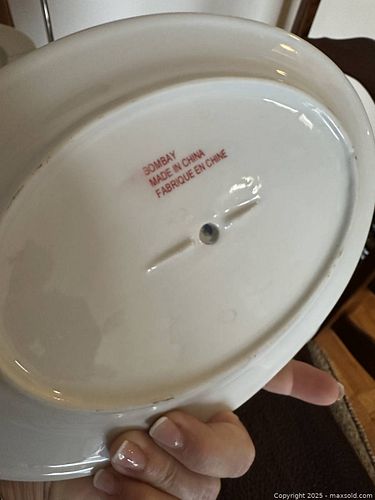 BOMBAY
MADE IN CHINA
FABRIQUE EN CHINE
Copyright © 2025 - maxsold.com